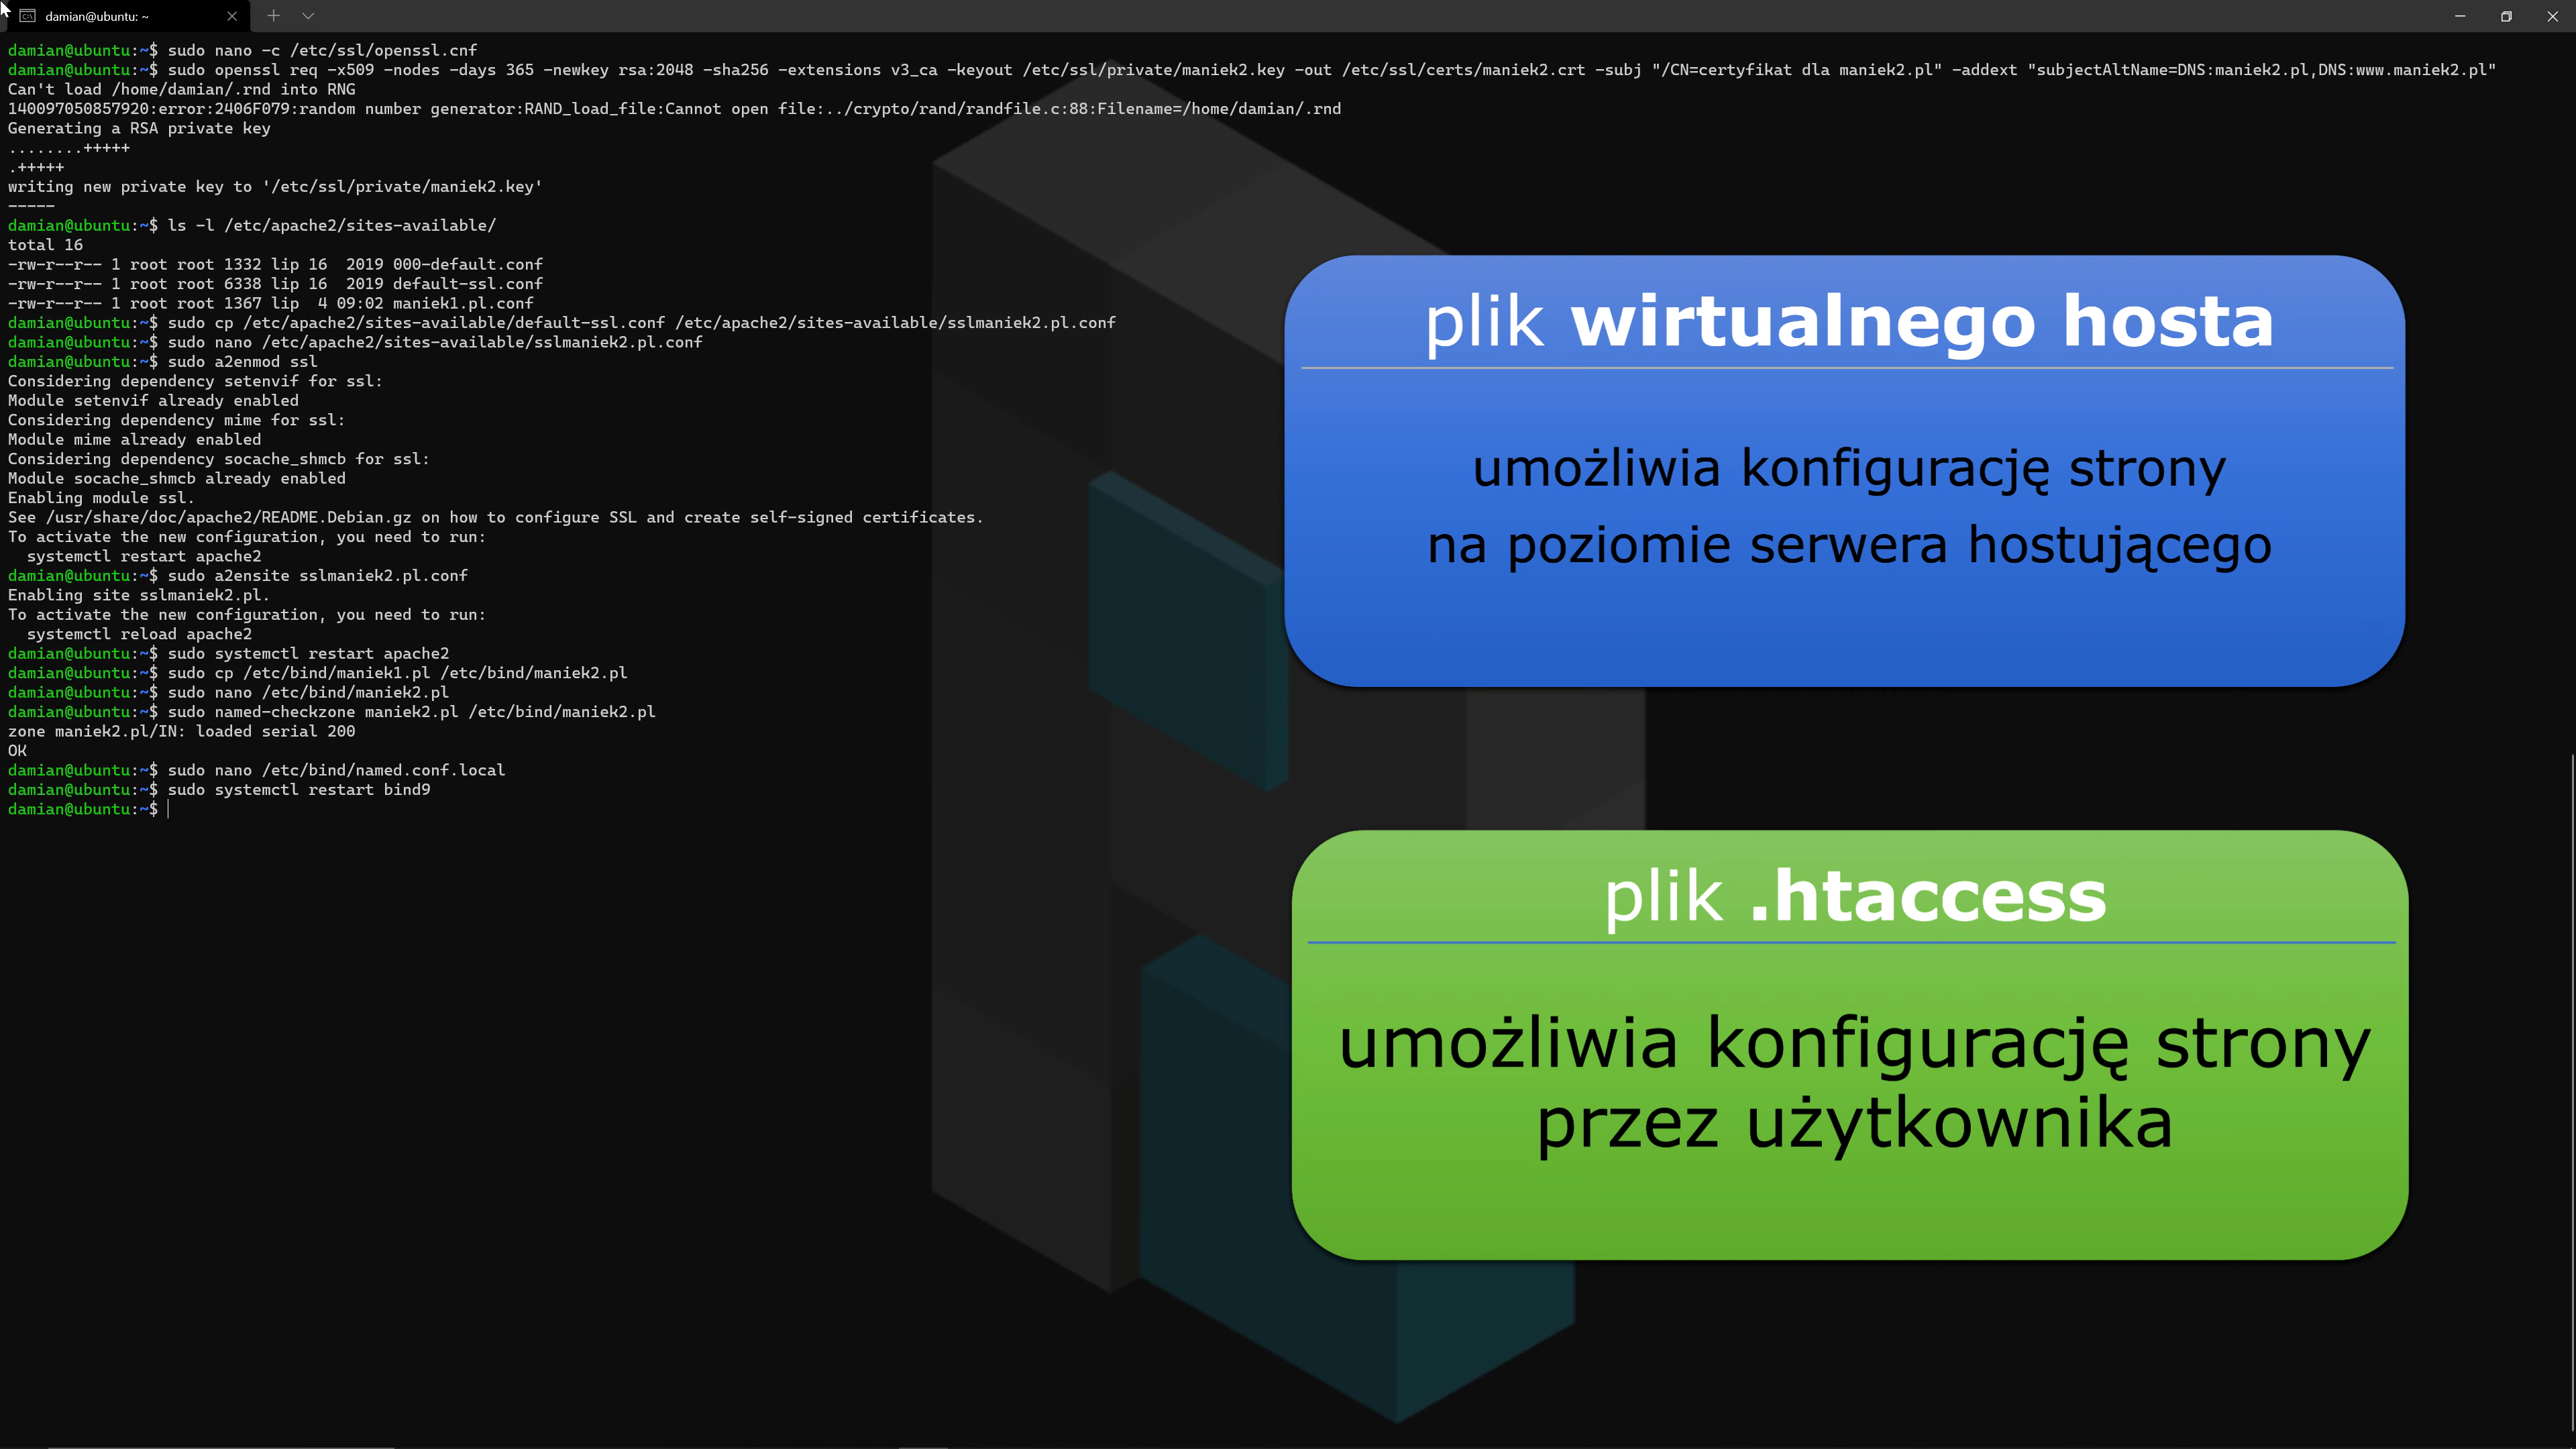 damian@ubuntu: ~
damian@ubuntu:~$ sudo nano -c /etc/ssl/openssl.cnf
damian@ubuntu:~$ sudo openssl req -x509 -nodes -days 365 -newkey rsa:2048 -sha256 -extensions v3_ca -keyout /etc/ssl/private/maniek2.key -out /etc/ssl/certs/maniek2.crt -subj "/CN=certyfikat dla maniek2.pl" -addext "subjectAltName=DNS:maniek2.pl,DNS:www.maniek2.pl"
Can't load /home/damian/.rnd into RNG
140097050857920:error:2406F079:random number generator:RAND_load_file:Cannot open file:../crypto/rand/randfile.c:88:Filename=/home/damian/.rnd
Generating a RSA private key
........+++++
.+++++
writing new private key to '/etc/ssl/private/maniek2.key'
-----
damian@ubuntu:~$ ls -l /etc/apache2/sites-available/
total 16
-rw-r--r-- 1 root root 1332 lip 16  2019 000-default.conf
-rw-r--r-- 1 root root 6338 lip 16  2019 default-ssl.conf
-rw-r--r-- 1 root root 1367 lip  4 09:02 maniek1.pl.conf
damian@ubuntu:~$ sudo cp /etc/apache2/sites-available/default-ssl.conf /etc/apache2/sites-available/sslmaniek2.pl.conf
damian@ubuntu:~$ sudo nano /etc/apache2/sites-available/sslmaniek2.pl.conf
damian@ubuntu:~$ sudo a2enmod ssl
Considering dependency setenvif for ssl:
Module setenvif already enabled
Considering dependency mime for ssl:
Module mime already enabled
Considering dependency socache_shmcb for ssl:
Module socache_shmcb already enabled
Enabling module ssl.
See /usr/share/doc/apache2/README.Debian.gz on how to configure SSL and create self-signed certificates.
To activate the new configuration, you need to run:
  systemctl restart apache2
damian@ubuntu:~$ sudo a2ensite sslmaniek2.pl.conf
Enabling site sslmaniek2.pl.
To activate the new configuration, you need to run:
  systemctl reload apache2
damian@ubuntu:~$ sudo systemctl restart apache2
damian@ubuntu:~$ sudo cp /etc/bind/maniek1.pl /etc/bind/maniek2.pl
damian@ubuntu:~$ sudo nano /etc/bind/maniek2.pl
damian@ubuntu:~$ sudo named-checkzone maniek2.pl /etc/bind/maniek2.pl
zone maniek2.pl/IN: loaded serial 200
OK
damian@ubuntu:~$ sudo nano /etc/bind/named.conf.local
damian@ubuntu:~$ sudo systemctl restart bind9
damian@ubuntu:~$
plik wirtualnego hosta
umożliwia konfigurację strony
na poziomie serwera hostującego
plik .htaccess
umożliwia konfigurację strony
przez użytkownika